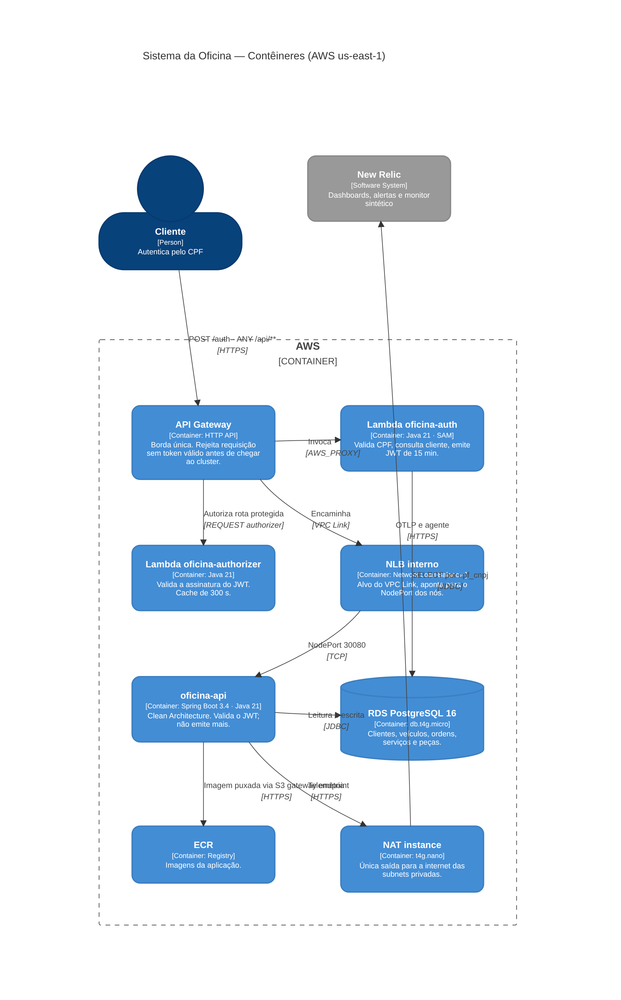 Sistema da Oficina — Contêineres (AWS us-east-1)
Cliente
[Person]
Autentica pelo CPF
New Relic
[Software System]
Dashboards, alertas e monitor
sintético
POST /auth · ANY /api/**
[HTTPS]
AWS
[CONTAINER]
API Gateway
[Container: HTTP API]
Borda única. Rejeita requisição
sem token válido antes de chegar
ao cluster.
Invoca
[AWS_PROXY]
Lambda oficina-auth
[Container: Java 21 · SAM]
Valida CPF, consulta cliente, emite
JWT de 15 min.
Autoriza rota protegida
[REQUEST authorizer]
Encaminha
[VPC Link]
OTLP e agente
[HTTPS]
Lambda oficina-authorizer
[Container: Java 21]
Valida a assinatura do JWT.
Cache de 300 s.
NLB interno
[Container: Network Load Balancer]
Alvo do VPC Link, aponta para o
NodePort dos nós.
SELECT por cpf_cnpj
[JDBC]
NodePort 30080
[TCP]
oficina-api
[Container: Spring Boot 3.4 · Java 21]
Clean Architecture. Valida o JWT;
não emite mais.
Leitura e escrita
[JDBC]
RDS PostgreSQL 16
[Container: db.t4g.micro]
Clientes, veículos, ordens,
serviços e peças.
Imagem puxada via S3 gateway endpoint
[HTTPS]
Telemetria
[HTTPS]
ECR
[Container: Registry]
Imagens da aplicação.
NAT instance
[Container: t4g.nano]
Única saída para a internet das
subnets privadas.